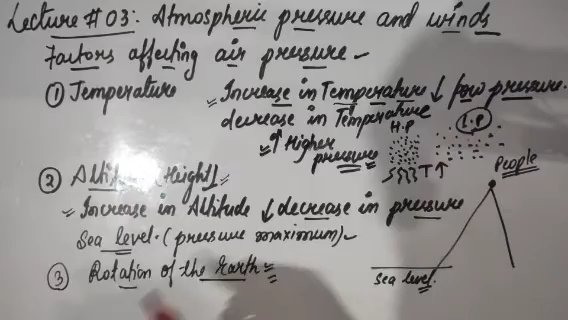 Lecture # 03: Atmospheric pressure and winds
Factors affecting air pressure
① Temperature
Increase in Temperature ↓ low pressure.
decrease in Temperature
↑ Higher pressure
H.P
L.P
T↑
② Altitude (Height)
Increase in Altitude ↓ decrease in pressure
Sea level. (pressure maximum)
People
Sea level.
③ Rotation of the Earth